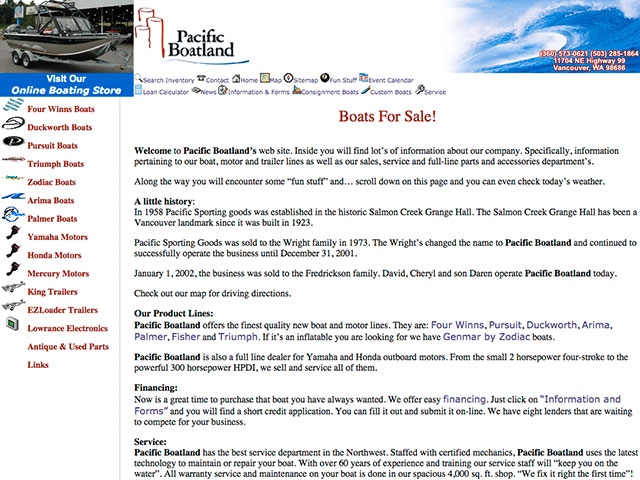 Pacific
Boatland
(360) 573-0621 (503) 285-1864
11704 NE Highway 99
Vancouver, WA 98686
Visit Our
Online Boating Store
Search Inventory Contact Home Map Sitemap Fun Stuff Event Calendar
Loan Calculator News Information & Forms Consignment Boats Custom Boats Service
Four Winns Boats
Duckworth Boats
Pursuit Boats
Triumph Boats
Zodiac Boats
Arima Boats
Palmer Boats
Yamaha Motors
Honda Motors
Mercury Motors
King Trailers
EZLoader Trailers
Lowrance Electronics
Antique & Used Parts
Links
Boats For Sale!
Welcome to Pacific Boatland's web site. Inside you will find lot's of information about our company. Specifically, information
pertaining to our boat, motor and trailer lines as well as our sales, service and full-line parts and accessories department's.
Along the way you will encounter some "fun stuff" and… scroll down on this page and you can even check today's weather.
A little history:
In 1958 Pacific Sporting goods was established in the historic Salmon Creek Grange Hall. The Salmon Creek Grange Hall has been a
Vancouver landmark since it was built in 1923.
Pacific Sporting Goods was sold to the Wright family in 1973. The Wright's changed the name to Pacific Boatland and continued to
successfully operate the business until December 31, 2001.
January 1, 2002, the business was sold to the Fredrickson family. David, Cheryl and son Daren operate Pacific Boatland today.
Check out our map for driving directions.
Our Product Lines:
Pacific Boatland offers the finest quality new boat and motor lines. They are: Four Winns, Pursuit, Duckworth, Arima,
Palmer, Fisher and Triumph. If it's an inflatable you are looking for we have Genmar by Zodiac boats.
Pacific Boatland is also a full line dealer for Yamaha and Honda outboard motors. From the small 2 horsepower four-stroke to the
powerful 300 horsepower HPDI, we sell and service all of them.
Financing:
Now is a great time to purchase that boat you have always wanted. We offer easy financing. Just click on "Information and
Forms" and you will find a short credit application. You can fill it out and submit it on-line. We have eight lenders that are waiting
to compete for your business.
Service:
Pacific Boatland has the best service department in the Northwest. Staffed with certified mechanics, Pacific Boatland uses the latest
technology to maintain or repair your boat. With over 60 years of experience and training our service staff will "keep you on the
water". All warranty service and maintenance on your boat is done in our spacious 4,000 sq. ft. shop. "We fix it right the first time"!